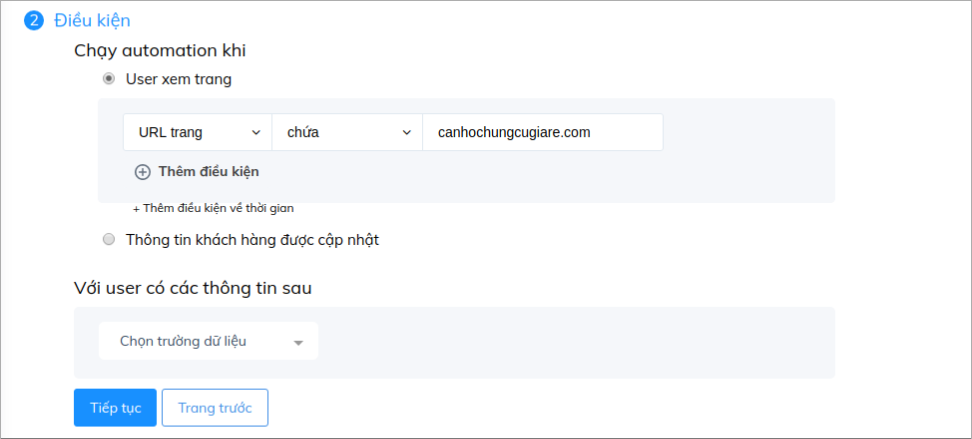 2 Điều kiện
Chạy automation khi
User xem trang
URL trang chứa canhochungcugiare.com
Thêm điều kiện
+ Thêm điều kiện về thời gian
Thông tin khách hàng được cập nhật
Với user có các thông tin sau
Chọn trường dữ liệu
Tiếp tục Trang trước